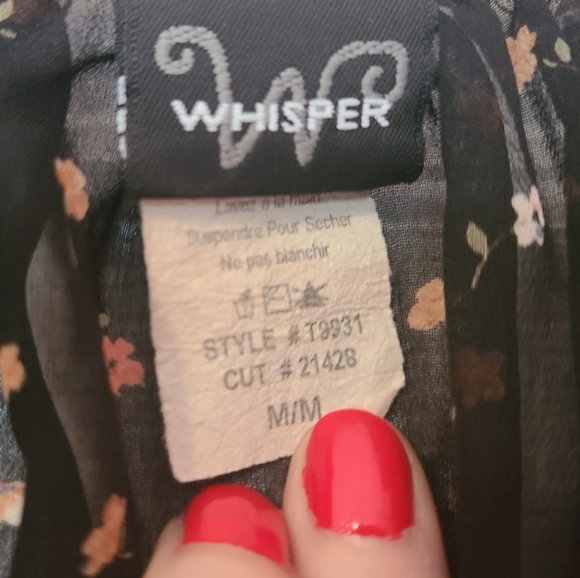 W
WHISPER
Lavez à la main
Suspendre Pour Secher
Ne pas blanchir
STYLE # T9931
CUT # 21428
M/M